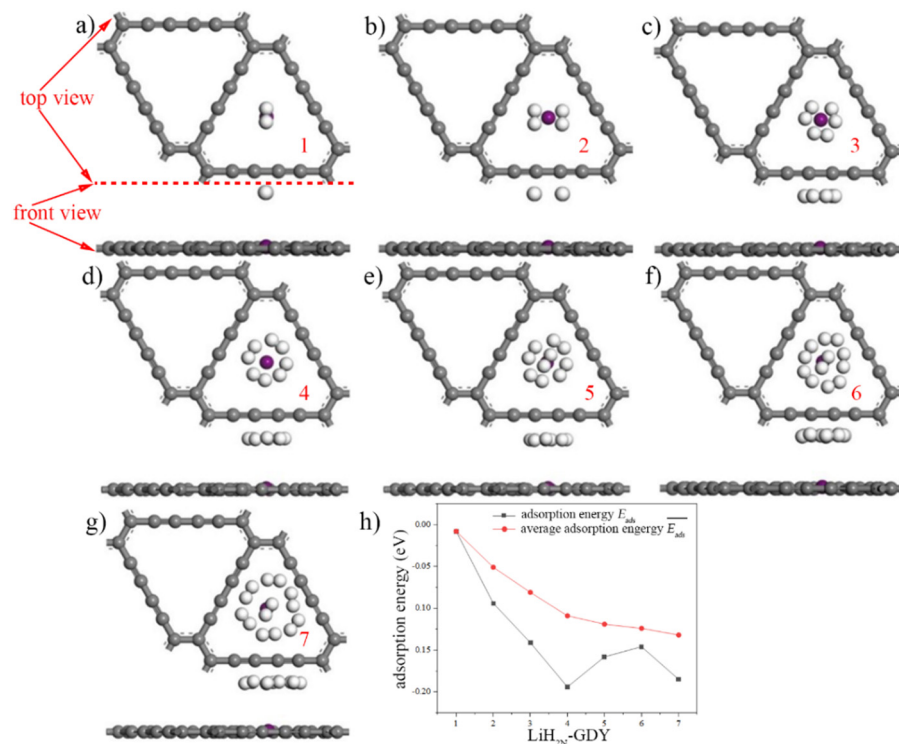 a)
b)
c)
top view
1
2
3
front view
d)
e)
f)
4
5
6
g)
h)
7
adsorption energy E_ads
average adsorption engergy E_ads
adsorption energy (eV)
0.00
-0.05
0.10
0.15
-0.20
1 2 3 4 5 6 7
-GDY